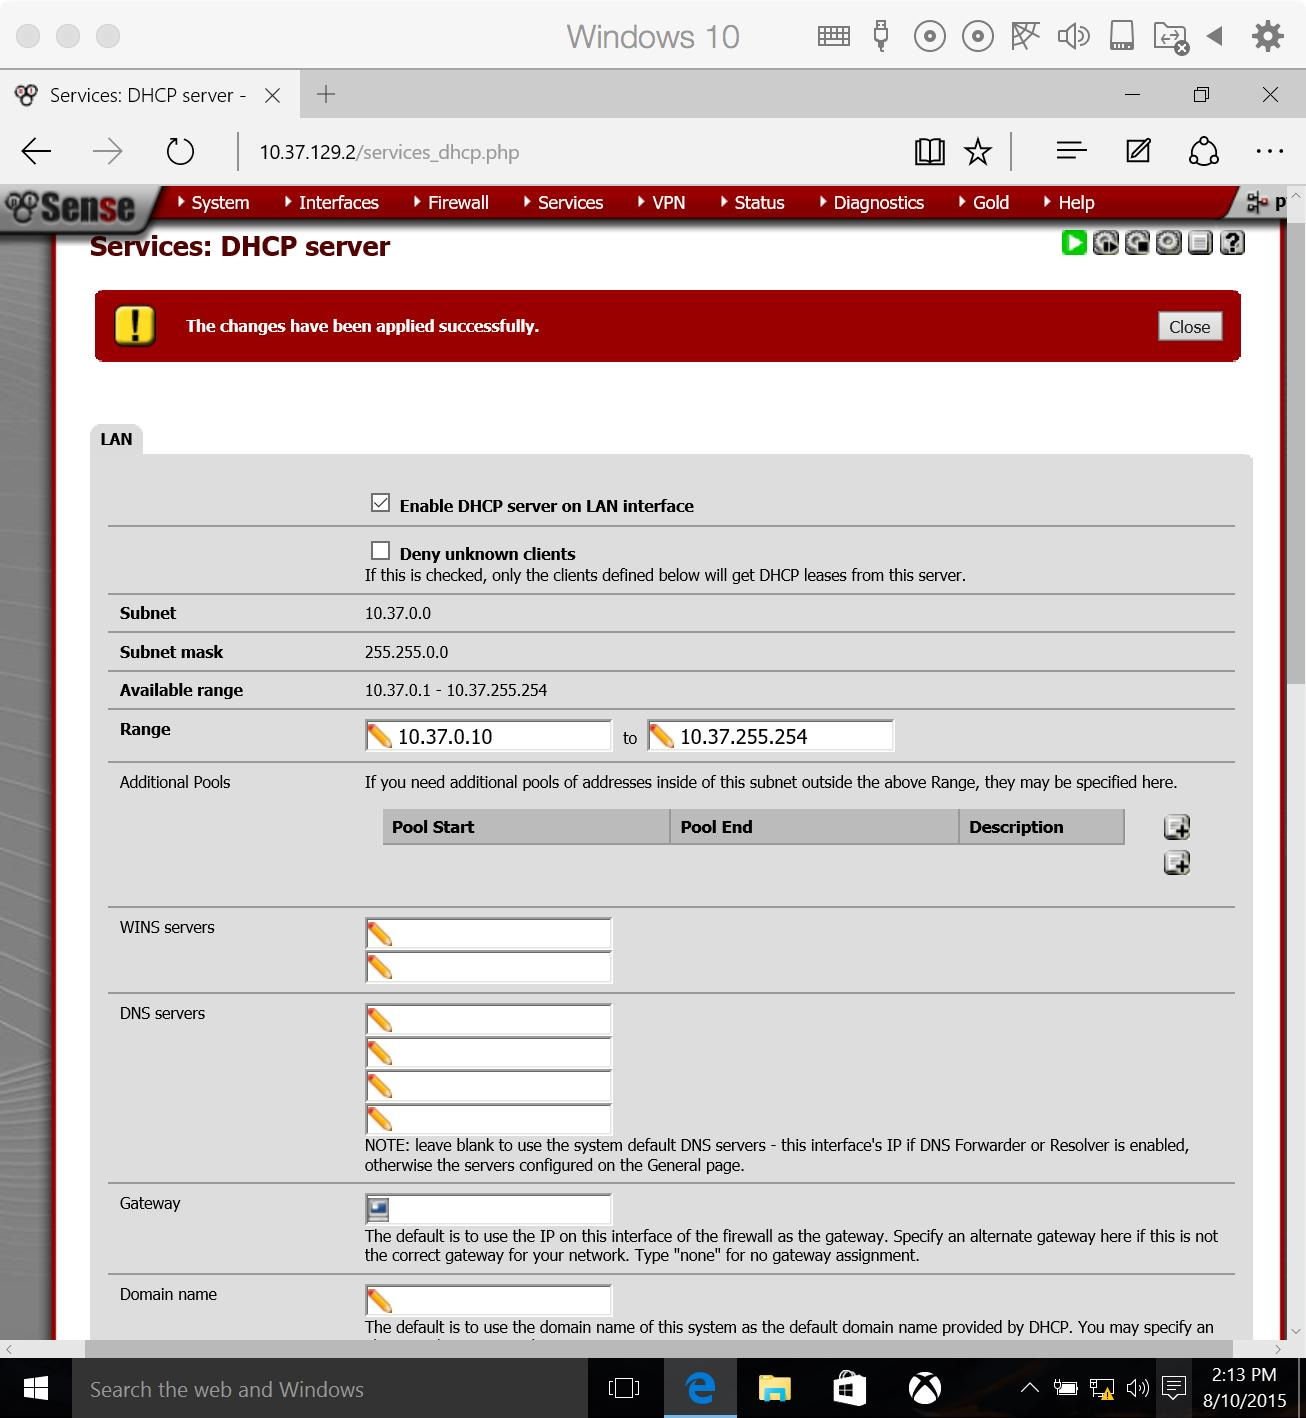 Windows 10
Services: DHCP server -
10.37.129.2/services_dhcp.php
Sense
System
Interfaces
Firewall
Services
VPN
Status
Diagnostics
Gold
Help
Services: DHCP server
The changes have been applied successfully.
Close
LAN
Enable DHCP server on LAN interface
Deny unknown clients
If this is checked, only the clients defined below will get DHCP leases from this server.
Subnet 10.37.0.0
Subnet mask 255.255.0.0
Available range 10.37.0.1 - 10.37.255.254
Range 10.37.0.10 to 10.37.255.254
Additional Pools If you need additional pools of addresses inside of this subnet outside the above Range, they may be specified here.
Pool Start Pool End Description
WINS servers
DNS servers
NOTE: leave blank to use the system default DNS servers - this interface's IP if DNS Forwarder or Resolver is enabled,
otherwise the servers configured on the General page.
Gateway
The default is to use the IP on this interface of the firewall as the gateway. Specify an alternate gateway here if this is not
the correct gateway for your network. Type "none" for no gateway assignment.
Domain name
The default is to use the domain name of this system as the default domain name provided by DHCP. You may specify an
Search the web and Windows
2:13 PM
8/10/2015